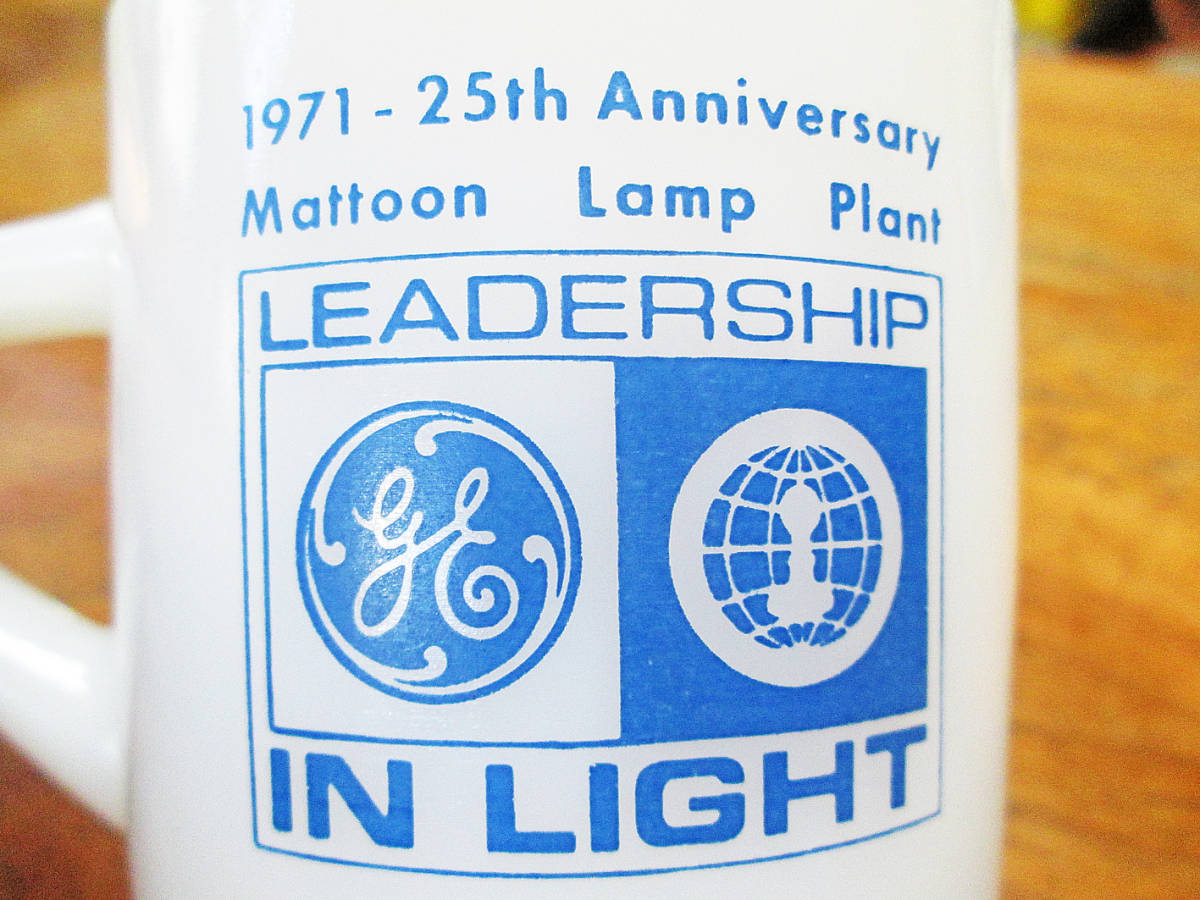 1971 - 25th Anniversary
Mattoon Lamp Plant
LEADERSHIP
GE
IN LIGHT